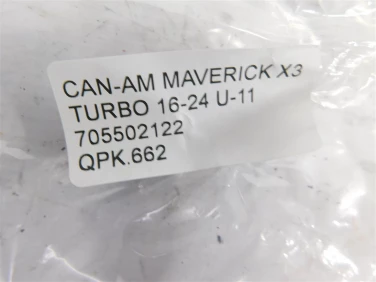 CAN-AM MAVERICK X3
TURBO 16-24 U-11
705502122
QPK.662